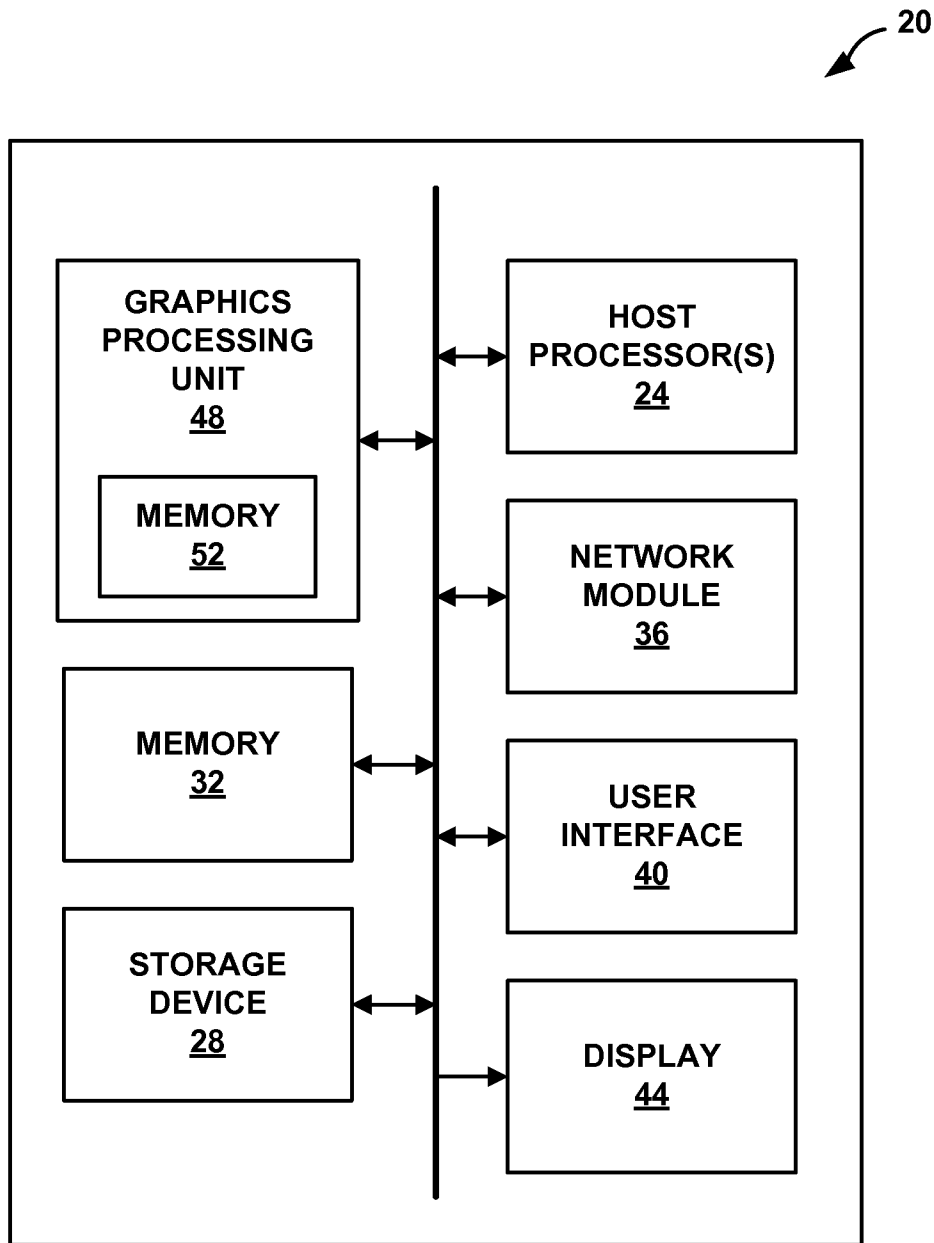 20
GRAPHICS
PROCESSING
UNIT
48
MEMORY
52
MEMORY
32
STORAGE
DEVICE
28
HOST
PROCESSOR(S)
24
NETWORK
MODULE
36
USER
INTERFACE
40
DISPLAY
44